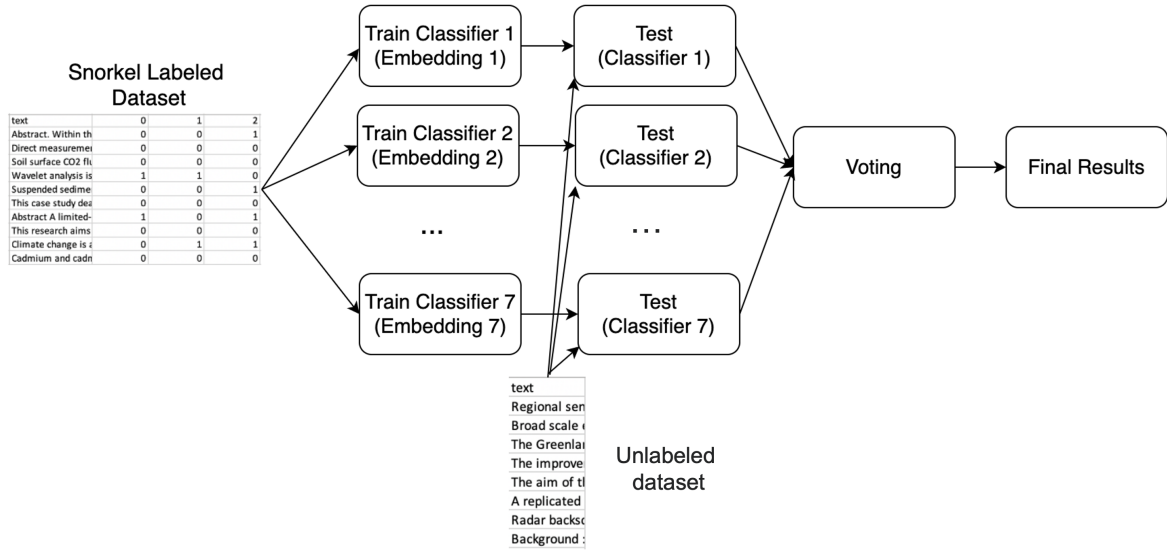 Snorkel Labeled
Dataset
text 0 1 2
Abstract. Within th 0 0 1
Direct measuremer 0 0 0
Soil surface CO2 flu 0 0 0
Wavelet analysis is 1 1 0
Suspended sedime 0 0 1
This case study dea 0 0 0
Abstract A limited- 1 0 1
This research aims 0 0 0
Climate change is a 0 1 1
Cadmium and cadn 0 0 0
Train Classifier 1
(Embedding 1)
Train Classifier 2
(Embedding 2)
...
Train Classifier 7
(Embedding 7)
Test
(Classifier 1)
Test
(Classifier 2)
...
Test
(Classifier 7)
Voting
Final Results
text
Regional sen
Broad scale
The Greenlan
The improve
The aim of th
A replicated
Radar backsc
Background :
Unlabeled
dataset